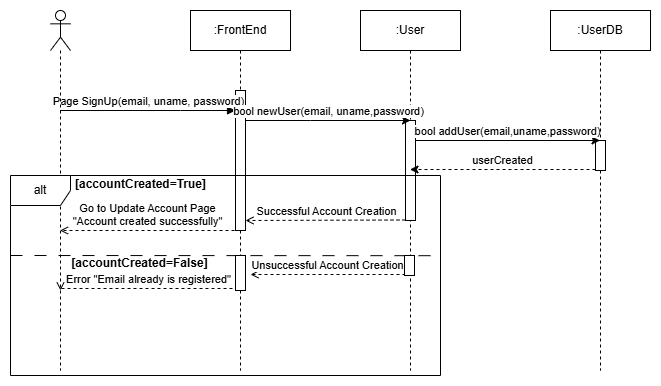 :FrontEnd
:User
:UserDB
Page SignUp(email, uname, password)
bool newUser(email, uname,password)
bool addUser(email,uname,password)
userCreated
alt
[accountCreated=True]
Go to Update Account Page
"Account created successfully"
Successful Account Creation
[accountCreated=False]
Error "Email already is registered"
Unsuccessful Account Creation